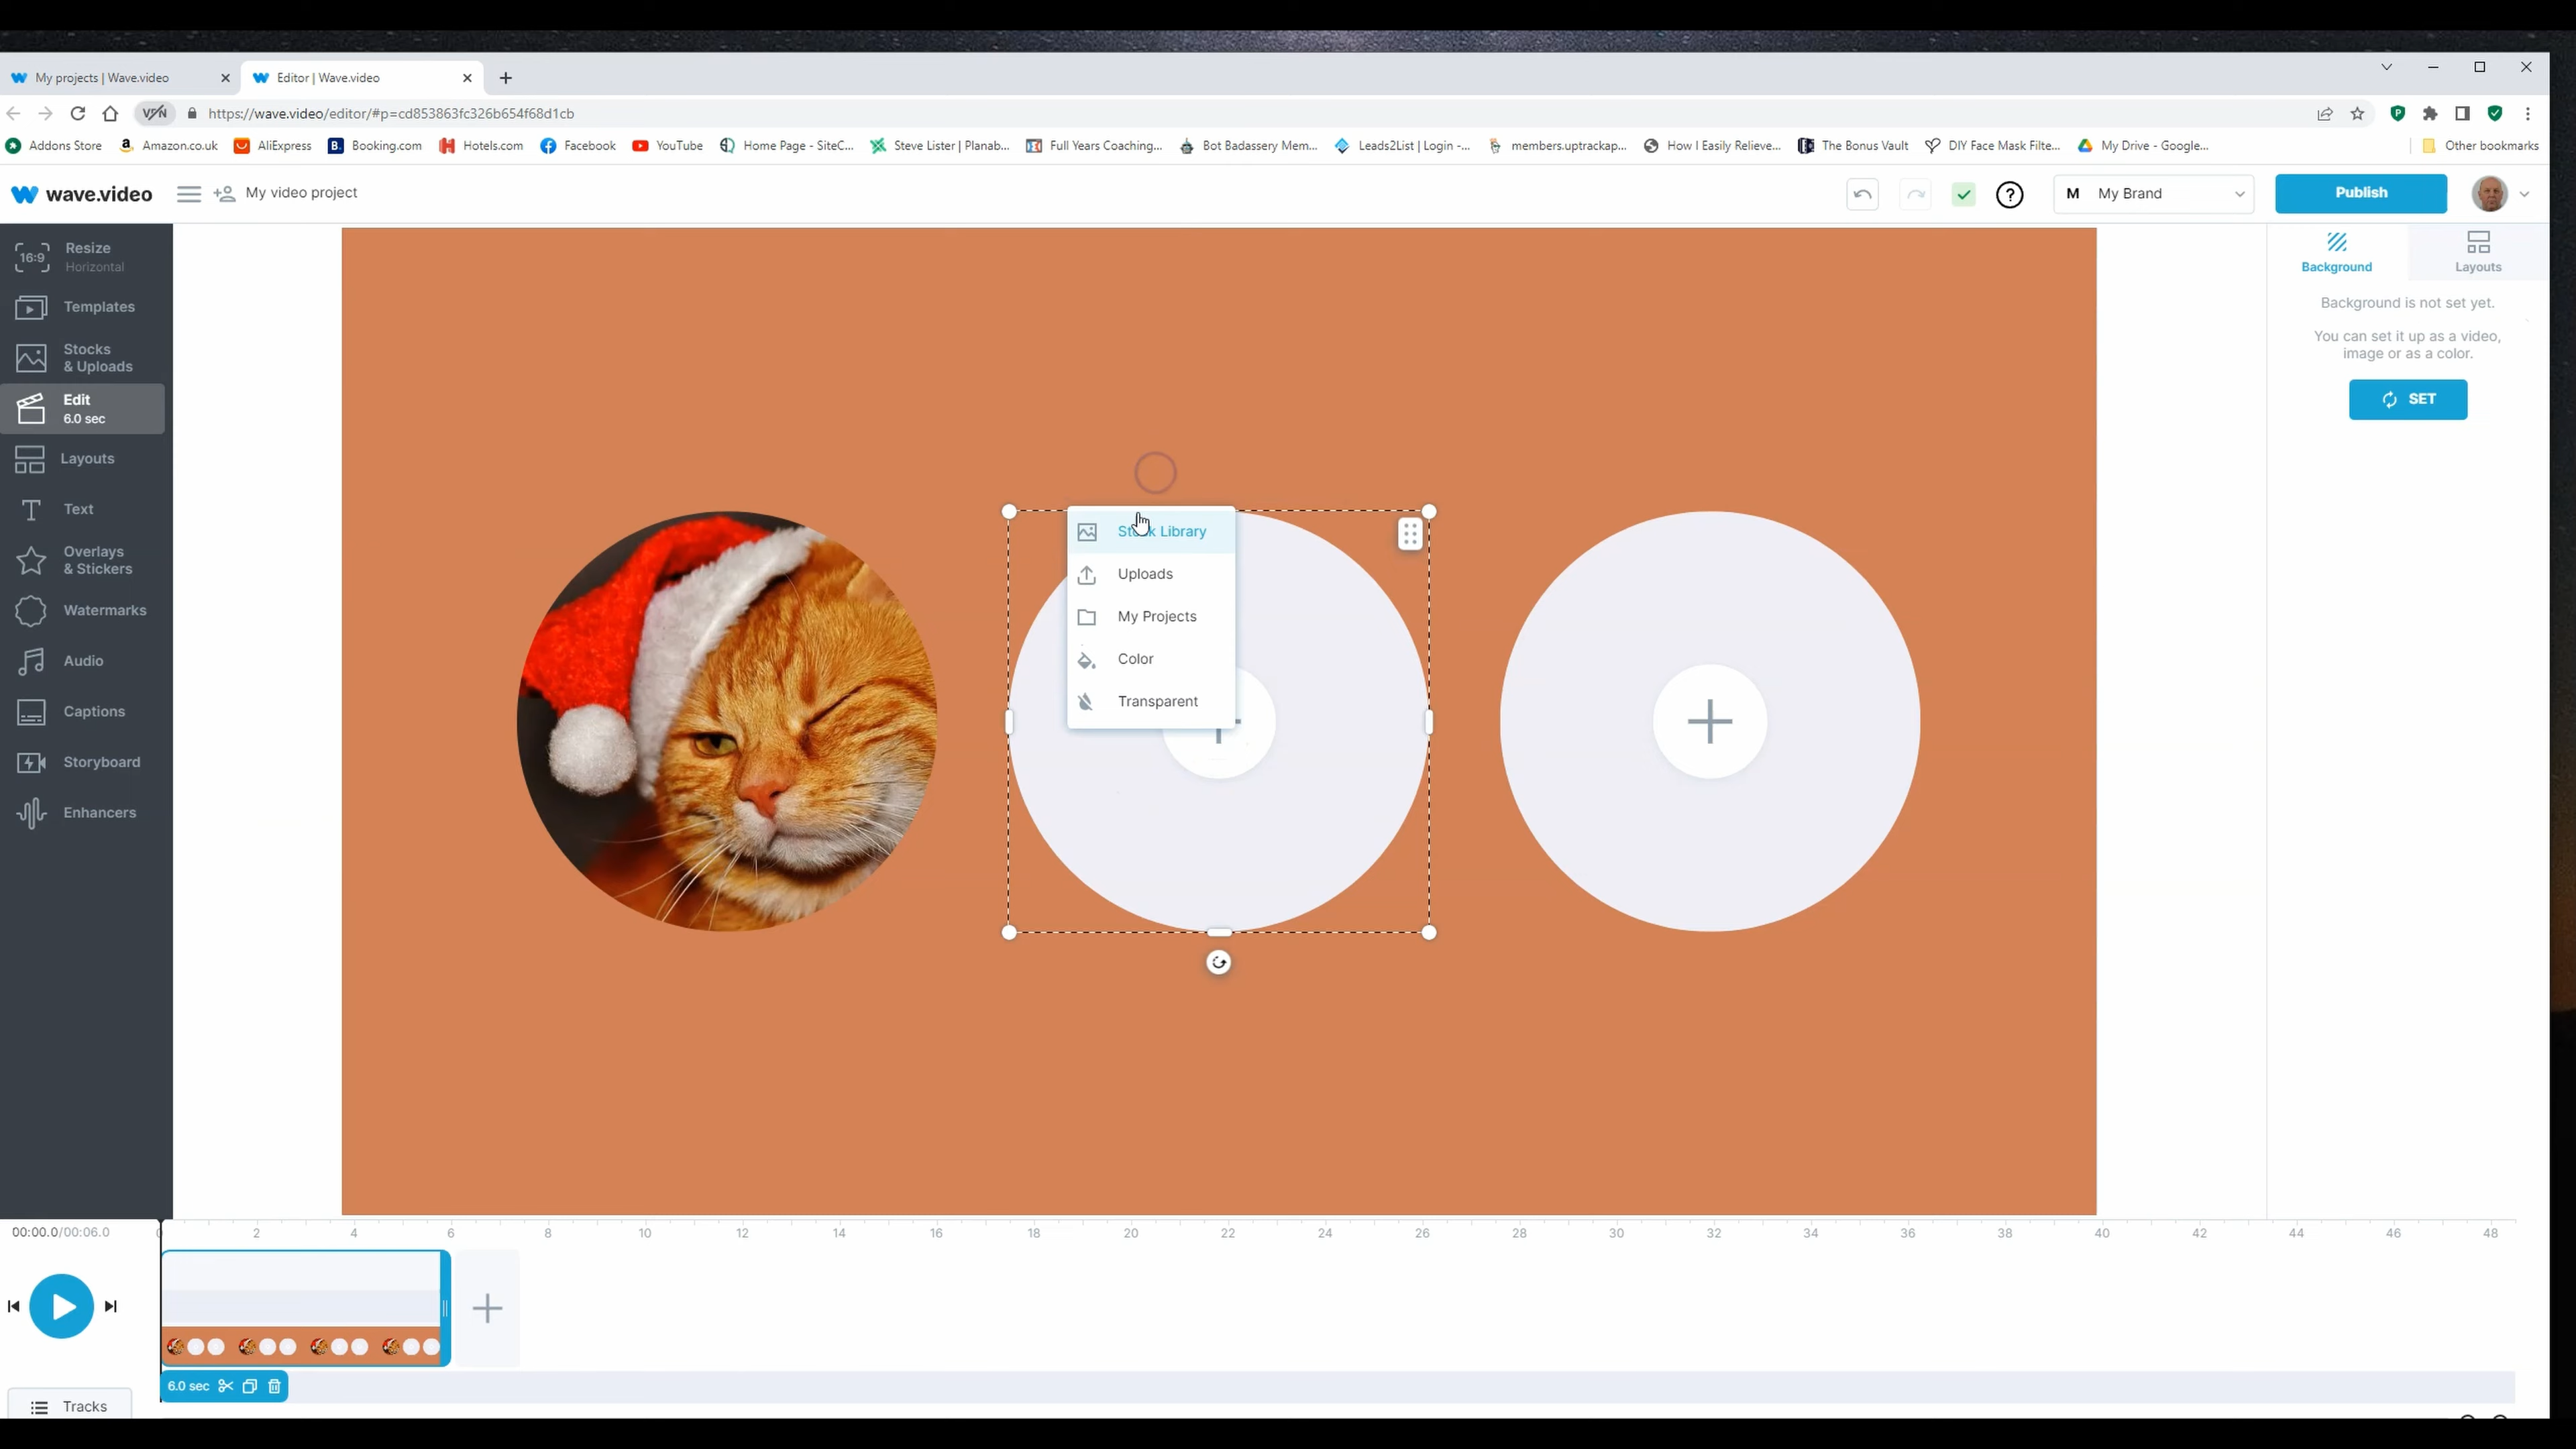 My projects | Wave.video
Editor | Wave.video
VPN
https://wave.video/editor/#p=cd853863fc326b654f68d1cb
Addons Store
Amazon.co.uk
AliExpress
B.
Booking.com
Hotels.com
Facebook
YouTube
Home Page - SiteC...
Steve Lister | Planab...
Full Years Coaching...
Bot Badassery Mem...
Leads2List | Login -...
members.uptrackap...
How I Easily Relieve...
The Bonus Vault
DIY Face Mask Filte...
My Drive - Google...
Other bookmarks
wave.video
My video project
?
M My Brand
Publish
16:9
Resize
Horizontal
Templates
Stocks
& Uploads
Edit
6.0 sec
Layouts
Text
Overlays
& Stickers
Watermarks
Audio
Captions
Storyboard
Enhancers
Stock Library
Uploads
My Projects
Color
Transparent
Background
Layouts
Background is not set yet.
You can set it up as a video,
image or as a color.
SET
00:00.0/00:06.0
0 2 4 6 8 10 12 14 16 18 20 22 24 26 28 30 32 34 36 38 40 42 44 46 48
6.0 sec
Tracks